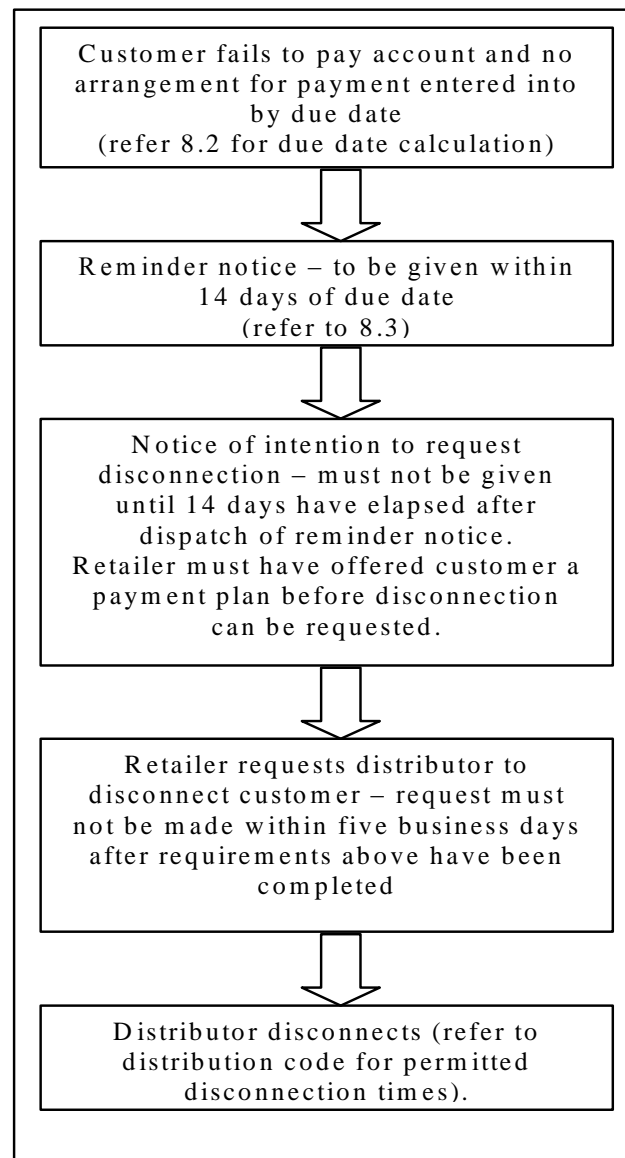 Customer fails to pay account and no
arrangement for payment entered into
by due date
(refer 8.2 for due date calculation)
Reminder notice – to be given within
14 days of due date
(refer to 8.3)
Notice of intention to request
disconnection – must not be given
until 14 days have elapsed after
dispatch of reminder notice.
Retailer must have offered customer a
payment plan before disconnection
can be requested.
Retailer requests distributor to
disconnect customer – request must
not be made within five business days
after requirements above have been
completed
Distributor disconnects (refer to
distribution code for permitted
disconnection times).